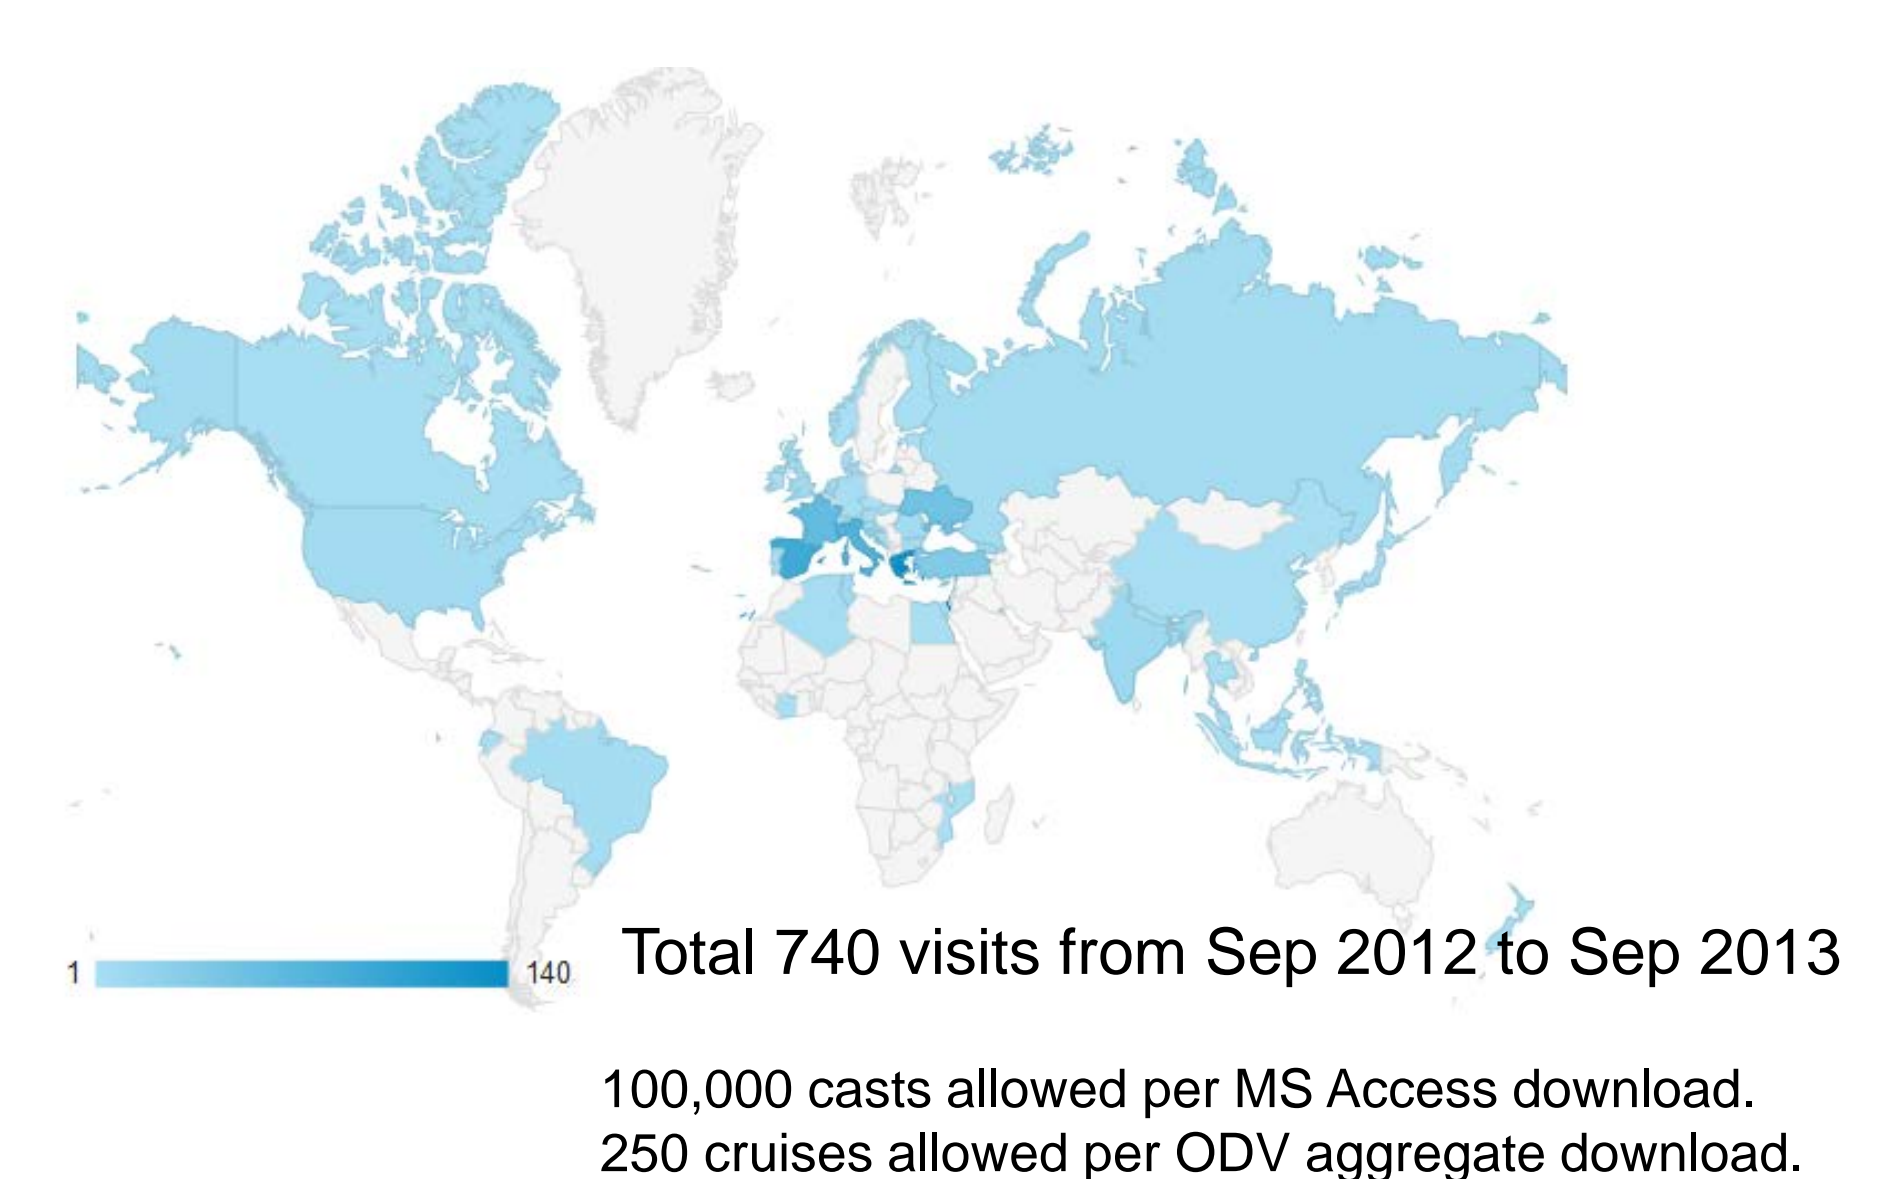 Total 740 visits from Sep 2012 to Sep 2013
1 140
100,000 casts allowed per MS Access download.
250 cruises allowed per ODV aggregate download.